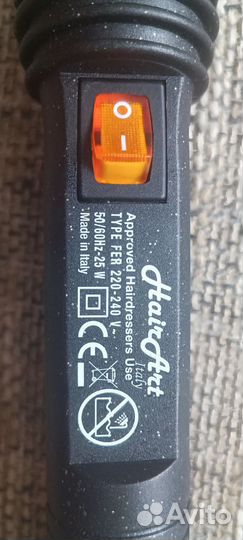 O
I
HairArt
Italy
Approved Hairdressers Use
TYPE FER 220-240 V~
50/60Hz-25 W
Made in Italy
CE
Avito